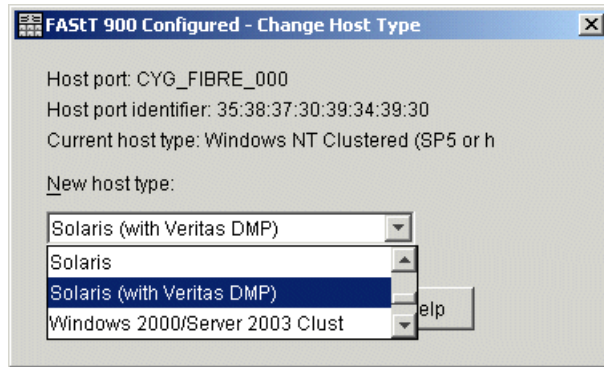 FAStT 900 Configured - Change Host Type
Host port: CYG_FIBRE_000
Host port identifier: 35:38:37:30:39:34:39:30
Current host type: Windows NT Clustered (SP5 or h
New host type:
Solaris (with Veritas DMP)
Solaris
Solaris (with Veritas DMP)
Windows 2000/Server 2003 Clust
elp